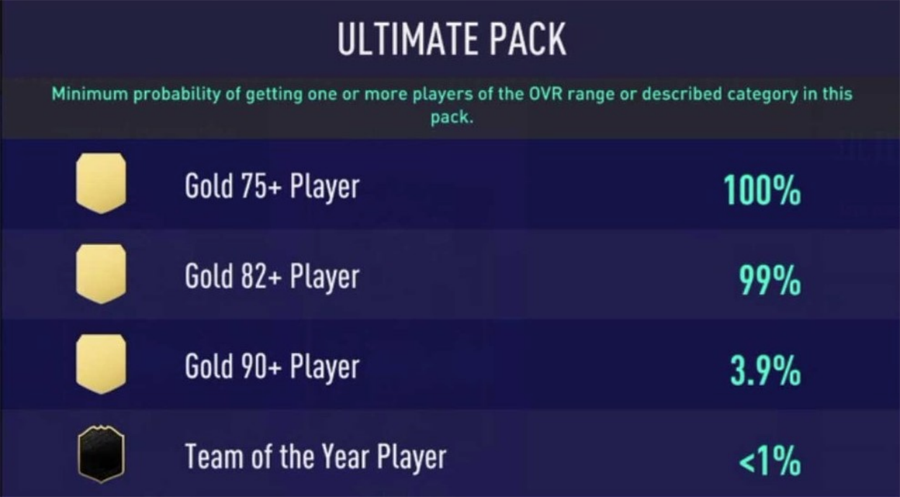 ULTIMATE PACK
Minimum probability of getting one or more players of the OVR range or described category in this
pack.
Gold 75+ Player 100%
Gold 82+ Player 99%
Gold 90+ Player 3.9%
Team of the Year Player <1%